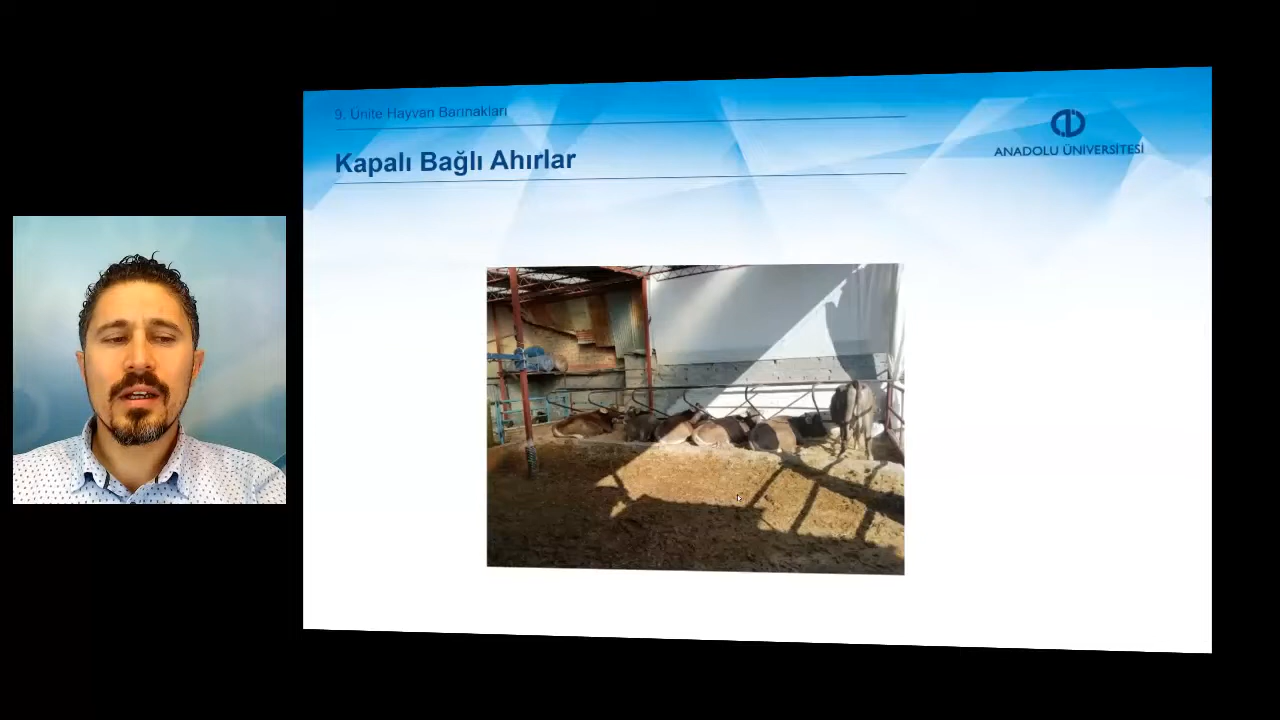 9. Ünite Hayvan Barınakları
Kapalı Bağlı Ahırlar
ANADOLU ÜNİVERSİTESİ